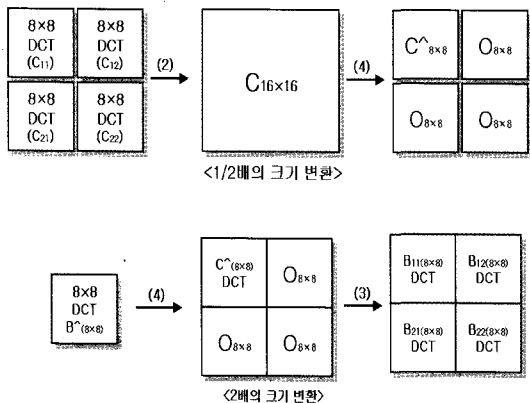 8×8
DCT
(C11)
8×8
DCT
(C12)
8×8
DCT
(C21)
8×8
DCT
(C22)
(2)
C16×16
(4)
C^8×8
O8×8
O8×8
O8×8
<1/2배의 크기 변환>
8×8
DCT
B^(8×8)
(4)
C^(8×8)
DCT
O8×8
O8×8
O8×8
(3)
B11(8×8)
DCT
B12(8×8)
DCT
B21(8×8)
DCT
B22(8×8)
DCT
<2배의 크기 변환>